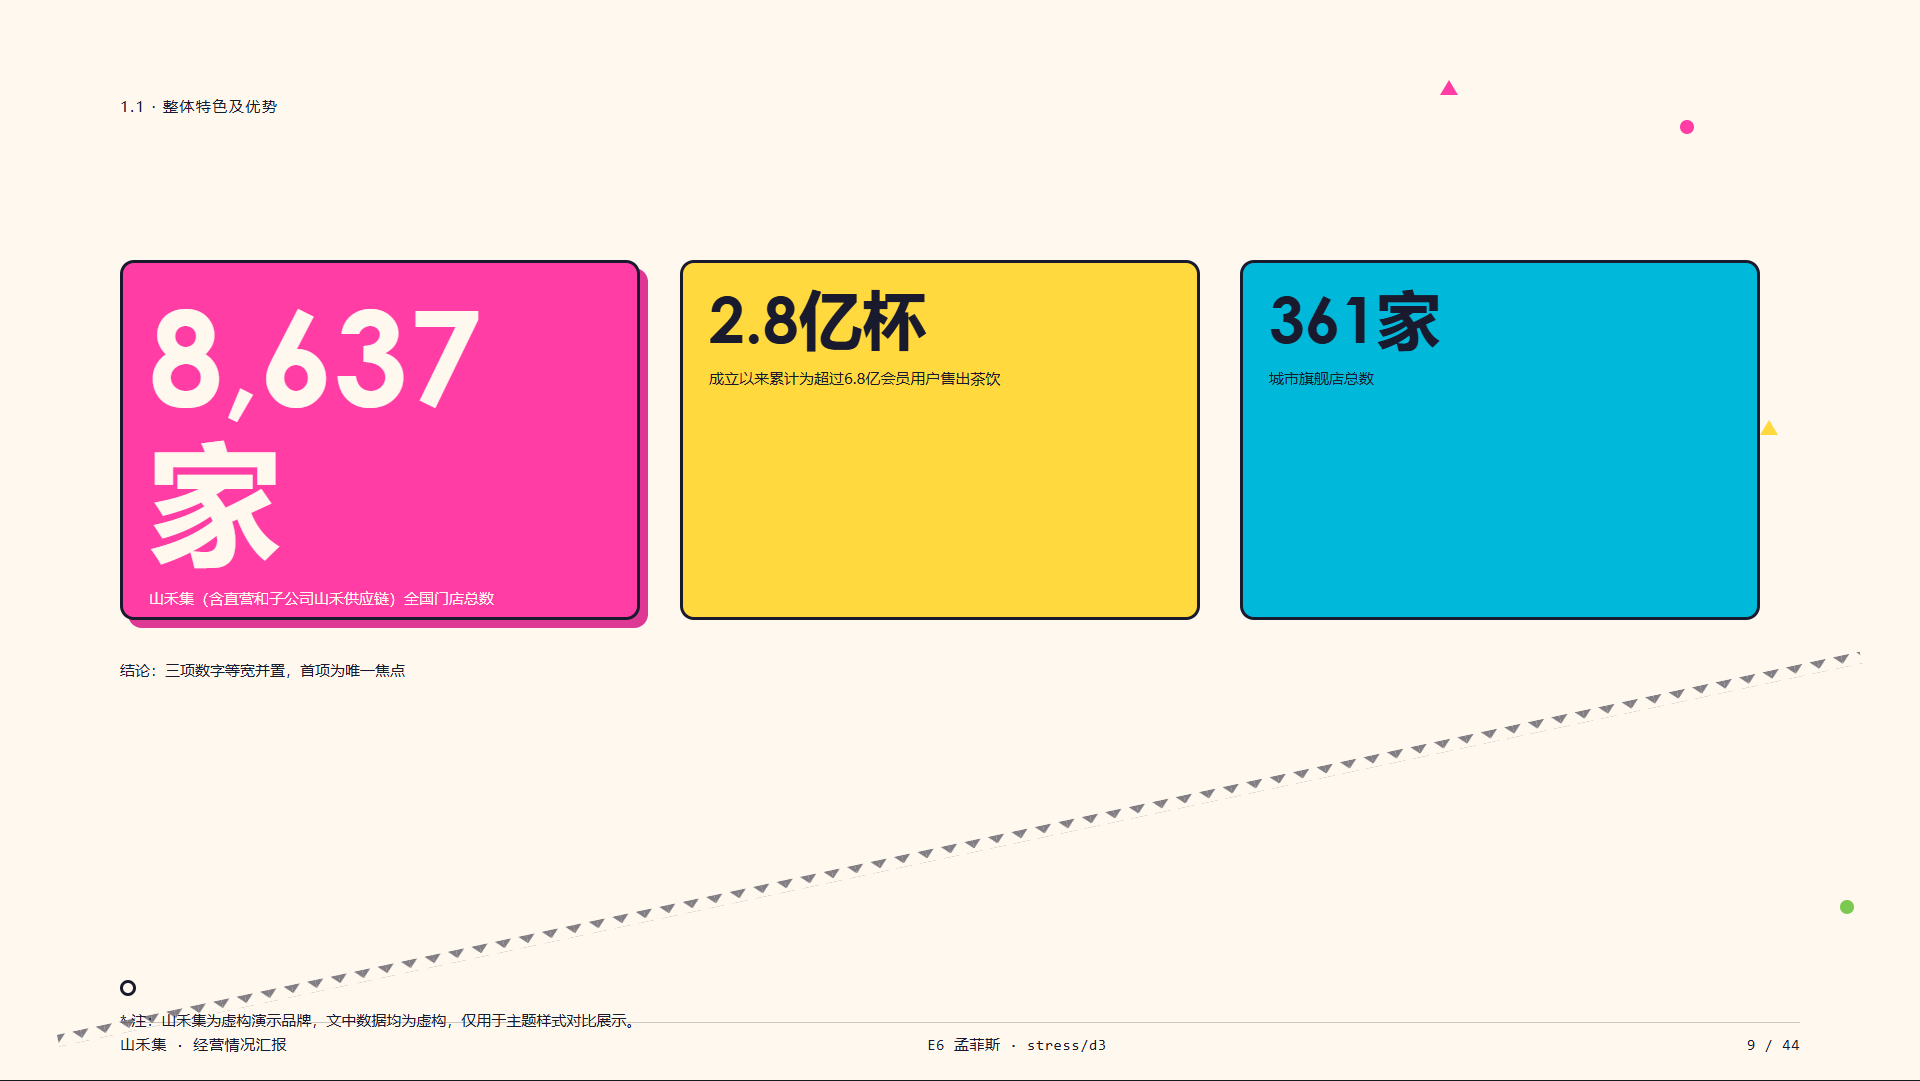 1.1 · 整体特色及优势
8,637
家
山禾集（含直营和子公司山禾供应链）全国门店总数
2.8亿杯
成立以来累计为超过6.8亿会员用户售出茶饮
361家
城市旗舰店总数
结论：三项数字等宽并置，首项为唯一焦点
* 注：山禾集为虚构演示品牌，文中数据均为虚构，仅用于主题样式对比展示。
山禾集 · 经营情况汇报
E6 孟菲斯 · stress/d3
9 / 44